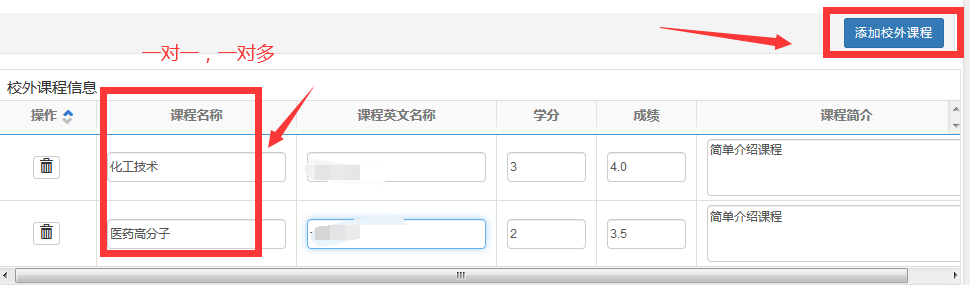 添加校外课程
一对一，一对多
校外课程信息
操作 课程名称 课程英文名称 学分 成绩 课程简介
化工技术 3 4.0 简单介绍课程
医药高分子 2 3.5 简单介绍课程